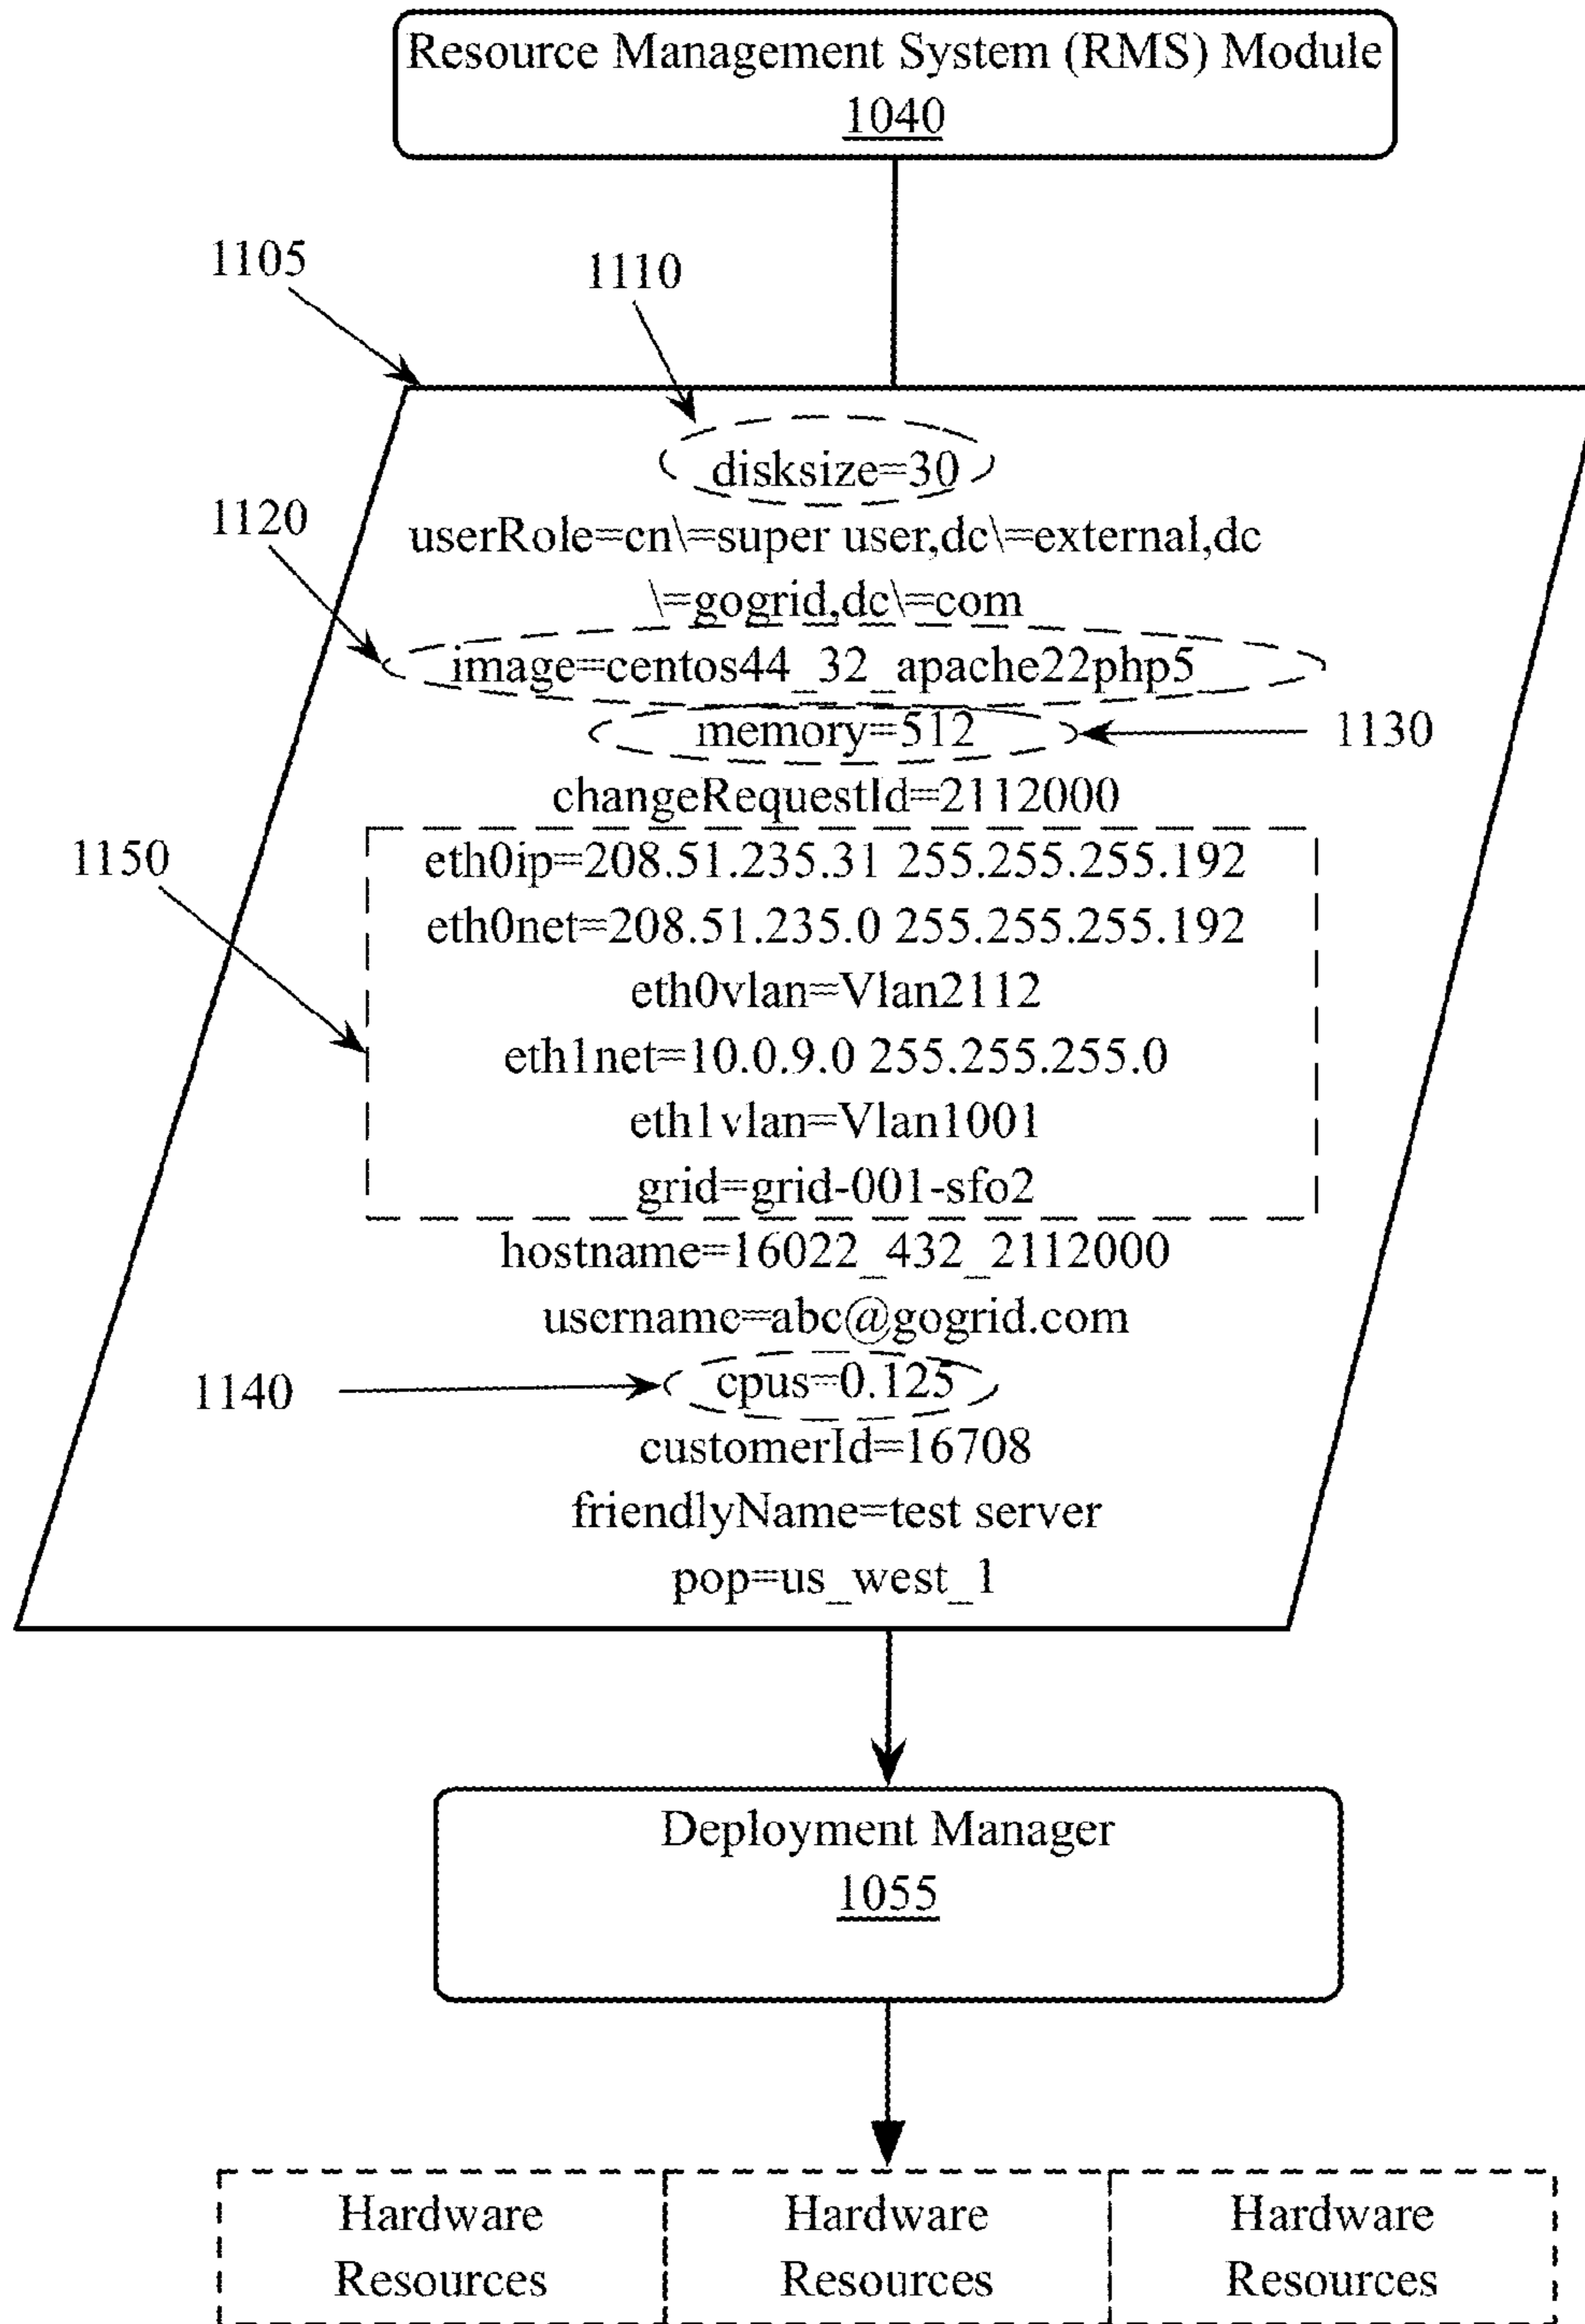 Resource Management System (RMS) Module
1040
1105
1110
disksize=30
1120
userRole=cn\=super user,dc\=external,dc
\=gogrid,dc\=com
image=centos44_32_apache22php5
memory=512
1130
changeRequestId=2112000
1150
eth0ip=208.51.235.31 255.255.255.192
eth0net=208.51.235.0 255.255.255.192
eth0vlan=Vlan2112
eth1net=10.0.9.0 255.255.255.0
eth1vlan=Vlan1001
grid=grid-001-sfo2
hostname=16022_432_2112000
username=abc@gogrid.com
1140
cpus=0.125
customerId=16708
friendlyName=test server
pop=us_west_1
Deployment Manager
1055
Hardware Hardware Hardware
Resources Resources Resources